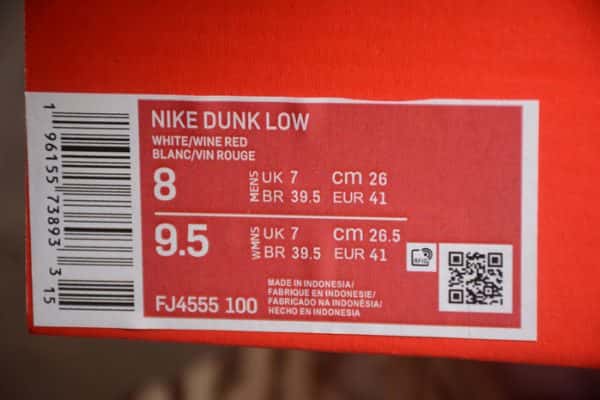 NIKE DUNK LOW
WHITE/WINE RED
BLANC/VIN ROUGE
8 MENS UK 7 cm 26
BR 39.5 EUR 41
9.5 WMNS UK 7 cm 26.5
BR 39.5 EUR 41
RFID
MADE IN INDONESIA/
FABRIQUE EN INDONESIE/
FABRICADO NA INDONÉSIA/
HECHO EN INDONESIA
FJ4555 100
1 96155 73893 3 15